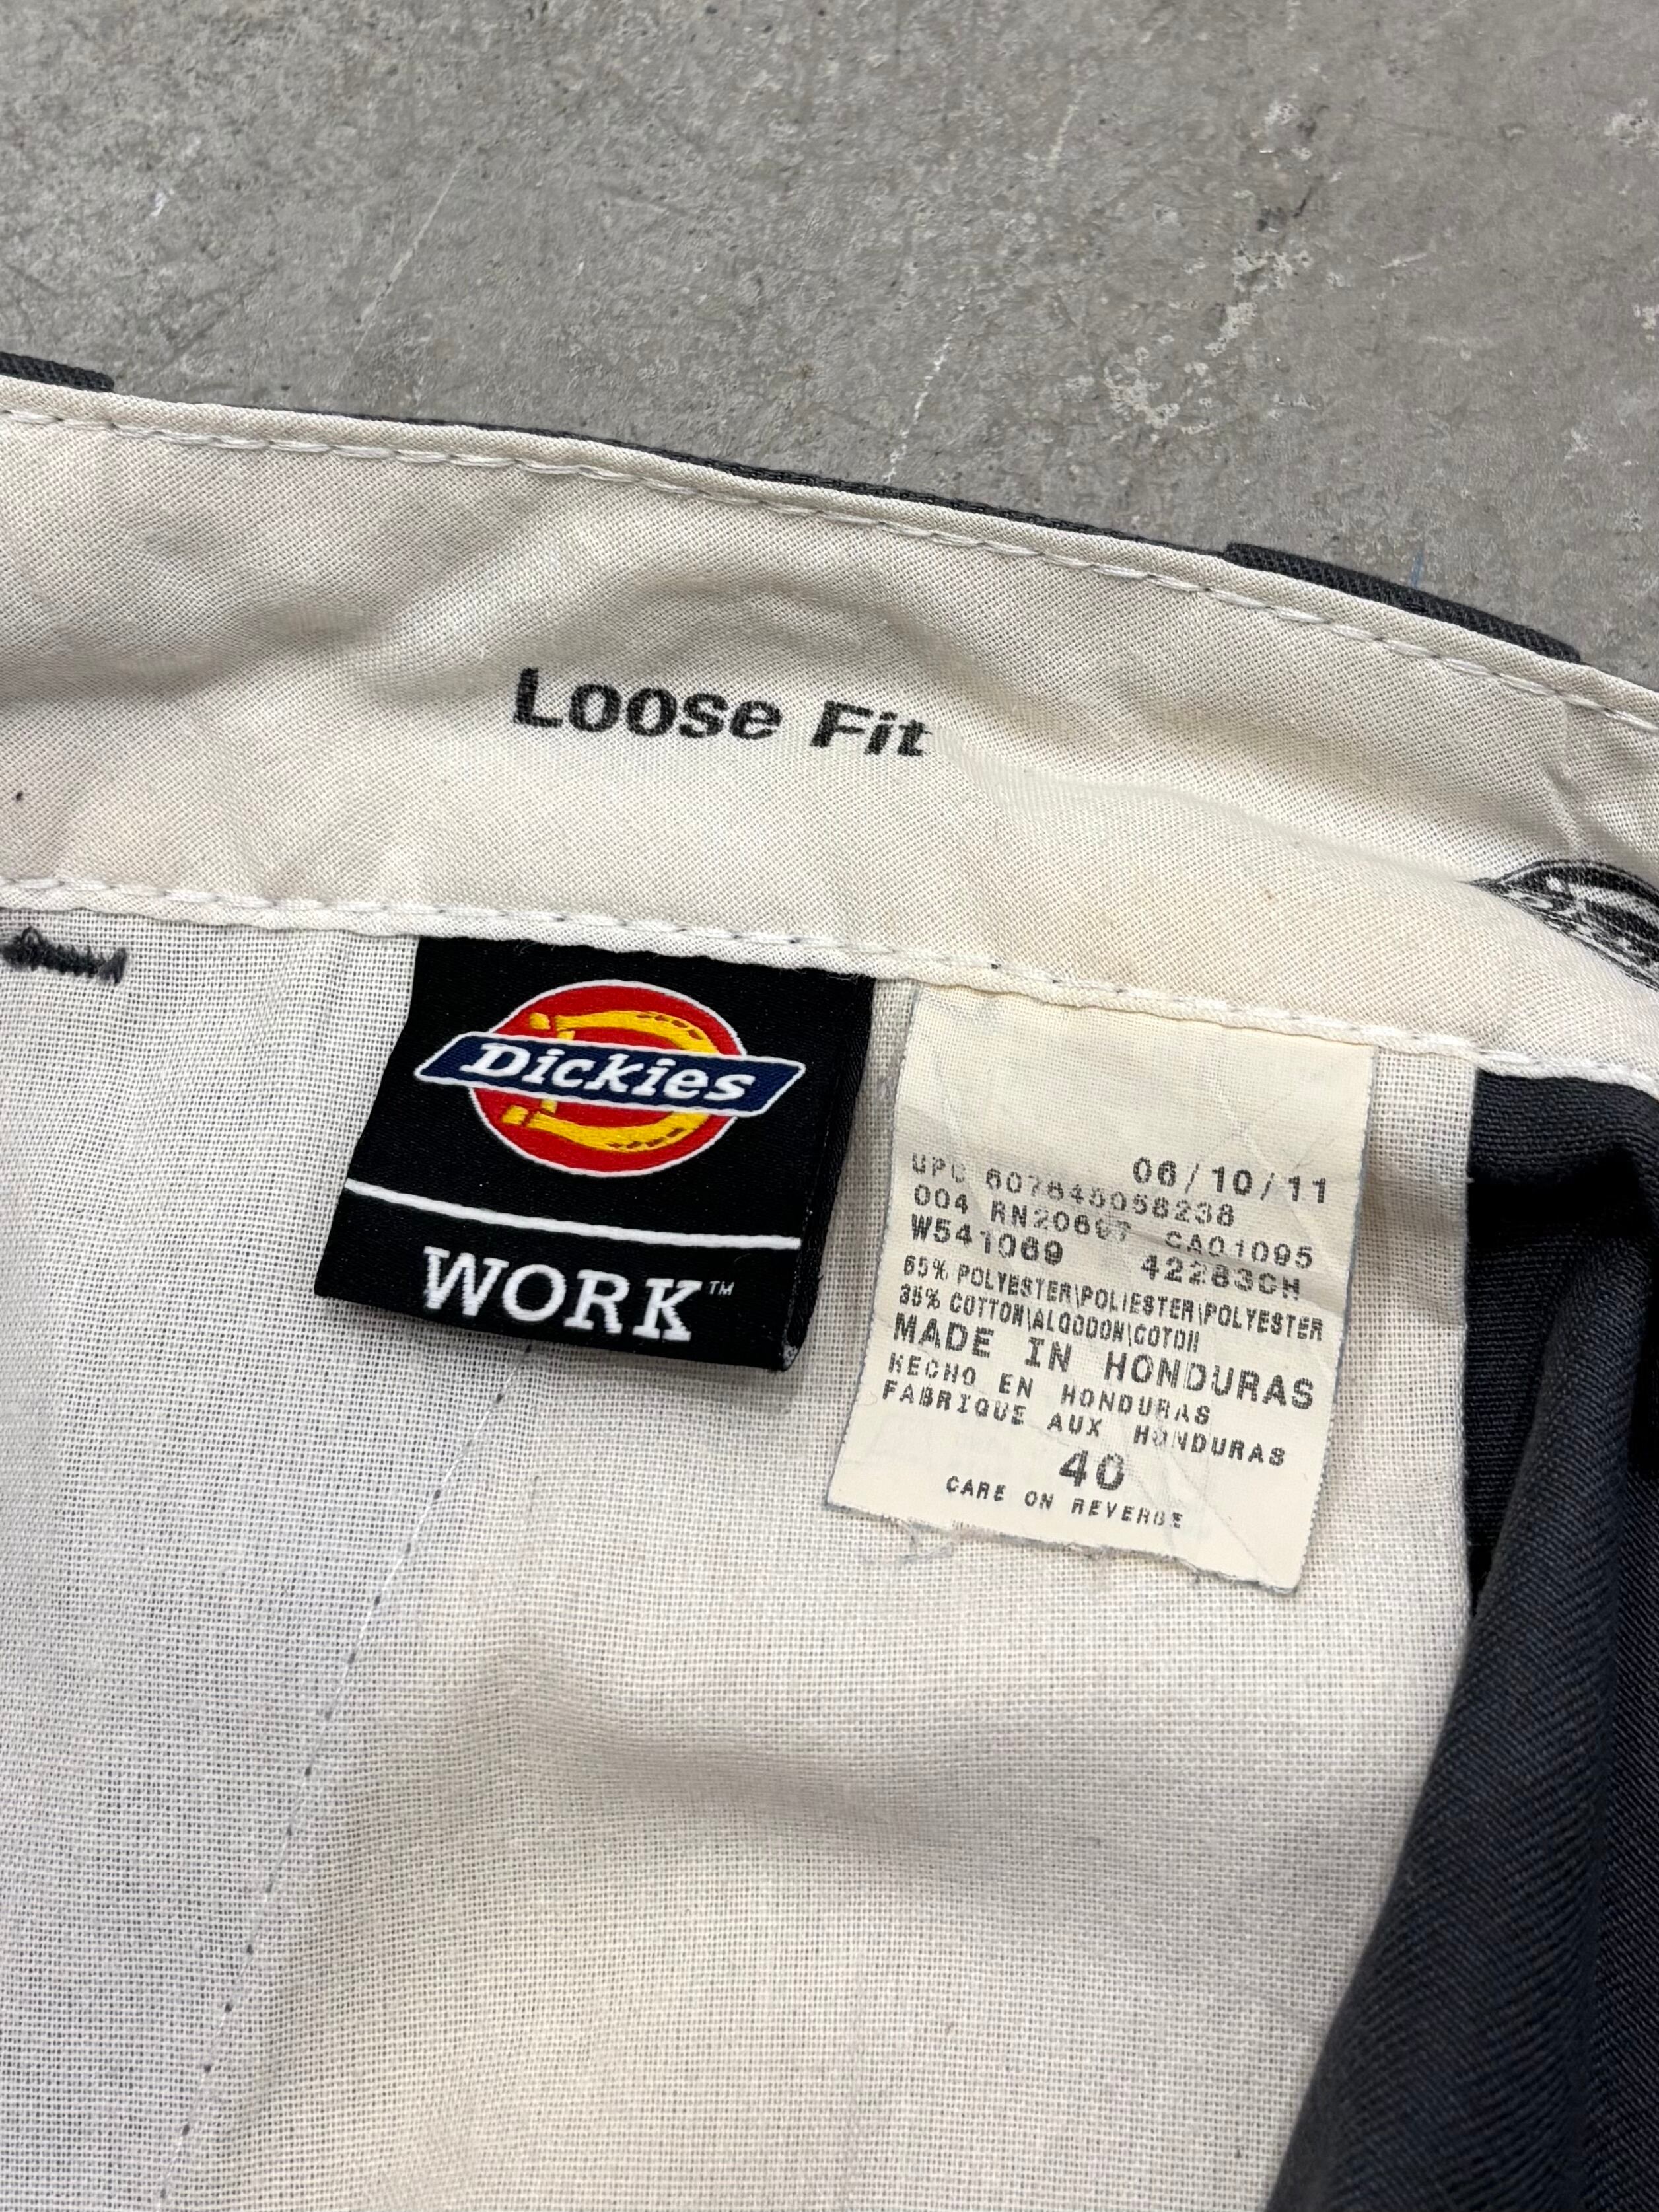 Loose Fit
Dickies
WORK™
06/10/11
UPC 607645058238
004 RN20697 CA01095
W541069 42283CH
65% POLYESTER\POLIESTER\POLYESTER
35% COTTON\ALGODON\COTON
MADE IN HONDURAS
HECHO EN HONDURAS
FABRIQUE AUX HONDURAS
40
CARE ON REVERSE